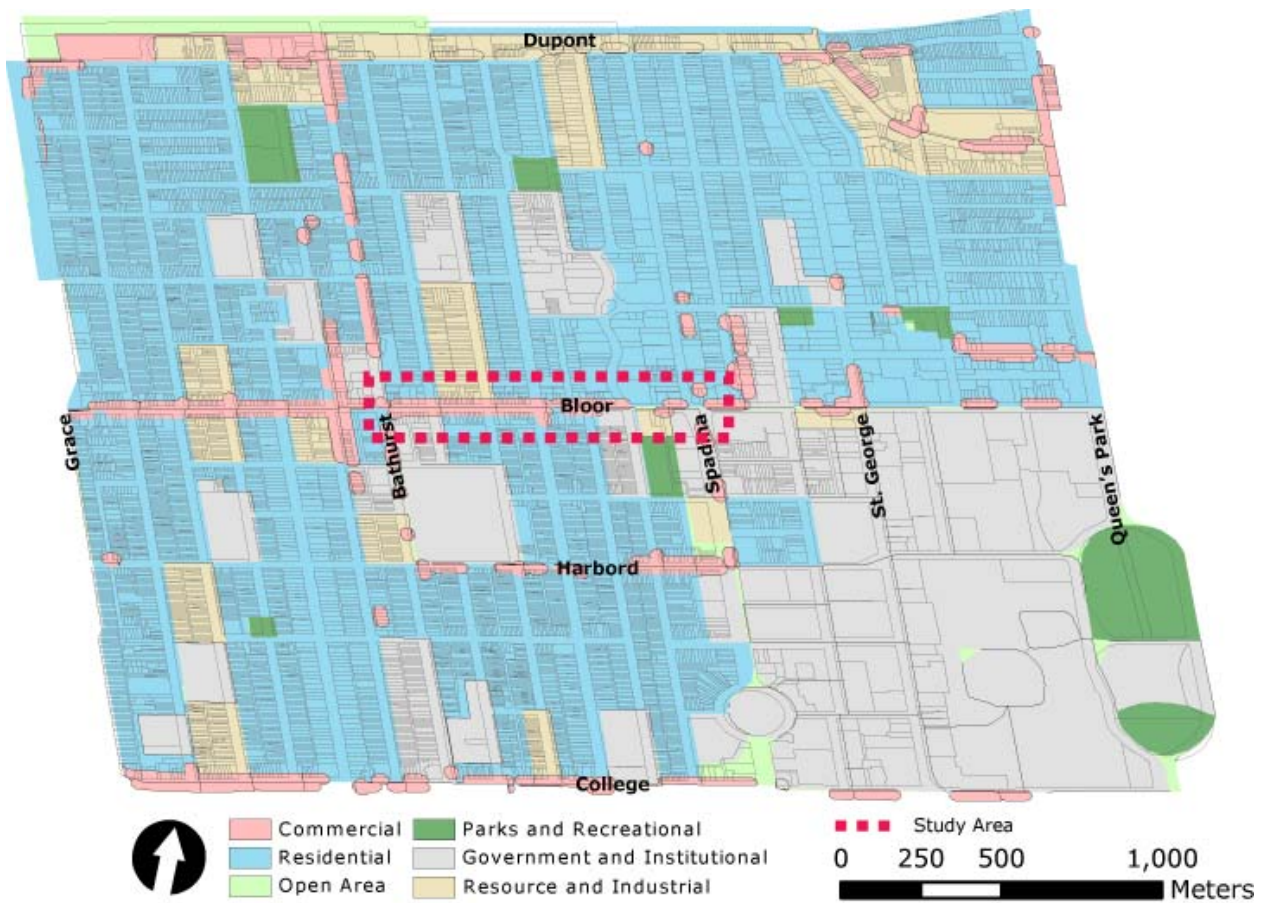 Dupont
Bloor
Grace
Bathurst
Spadina
St. George
Queen's Park
Harbord
College
Commercial
Residential
Open Area
Parks and Recreational
Government and Institutional
Resource and Industrial
Study Area
0 250 500 1,000
Meters